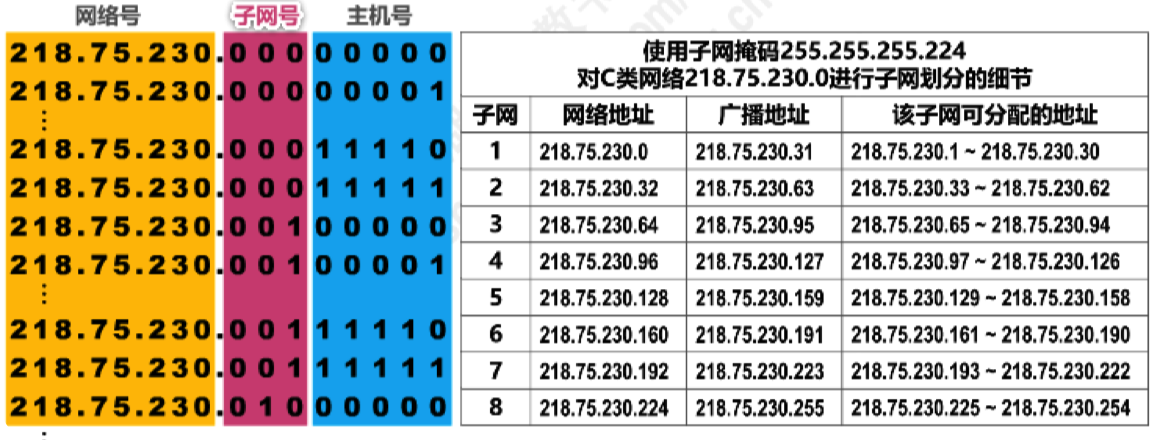 网络号 子网号 主机号
218.75.230.000 00000
218.75.230.000 00001
⋮
218.75.230.000 11110
218.75.230.000 11111
218.75.230.001 00000
218.75.230.001 00001
⋮
218.75.230.001 11110
218.75.230.001 11111
218.75.230.010 00000
⋮
使用子网掩码255.255.255.224
对C类网络218.75.230.0进行子网划分的细节
子网 网络地址 广播地址 该子网可分配的地址
1 218.75.230.0 218.75.230.31 218.75.230.1 ~ 218.75.230.30
2 218.75.230.32 218.75.230.63 218.75.230.33 ~ 218.75.230.62
3 218.75.230.64 218.75.230.95 218.75.230.65 ~ 218.75.230.94
4 218.75.230.96 218.75.230.127 218.75.230.97 ~ 218.75.230.126
5 218.75.230.128 218.75.230.159 218.75.230.129 ~ 218.75.230.158
6 218.75.230.160 218.75.230.191 218.75.230.161 ~ 218.75.230.190
7 218.75.230.192 218.75.230.223 218.75.230.193 ~ 218.75.230.222
8 218.75.230.224 218.75.230.255 218.75.230.225 ~ 218.75.230.254